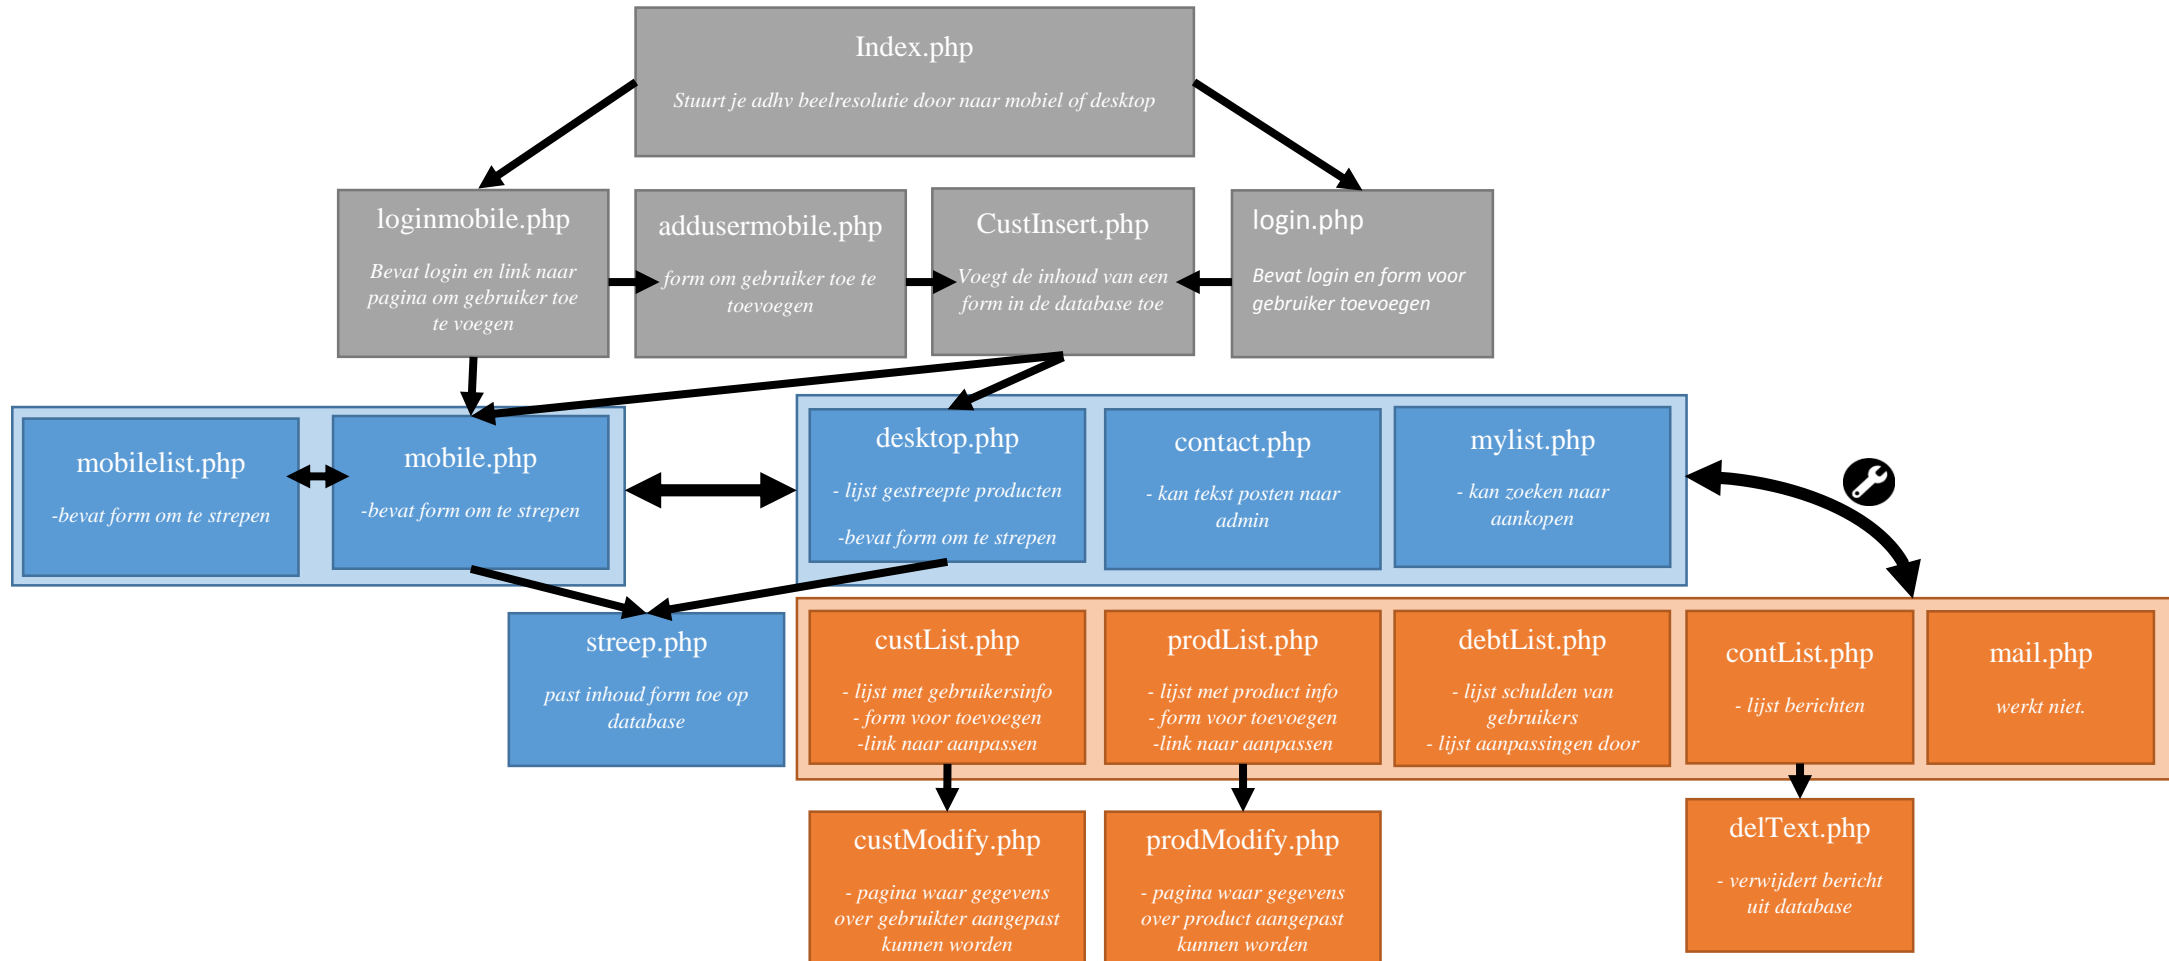 Index.php
Stuurt je adhv beelresolutie door naar mobiel of desktop
loginmobile.php
Bevat login en link naar
pagina om gebruiker toe
te voegen
addusermobile.php
form om gebruiker toe te
toevoegen
CustInsert.php
Voegt de inhoud van een
form in de database toe
login.php
Bevat login en form voor
gebruiker toevoegen
mobilelist.php
-bevat form om te strepen
mobile.php
-bevat form om te strepen
desktop.php
- lijst gestreepte producten
-bevat form om te strepen
contact.php
- kan tekst posten naar
admin
mylist.php
- kan zoeken naar
aankopen
streep.php
past inhoud form toe op
database
custList.php
- lijst met gebruikersinfo
- form voor toevoegen
-link naar aanpassen
prodList.php
- lijst met product info
- form voor toevoegen
-link naar aanpassen
debtList.php
- lijst schulden van
gebruikers
- lijst aanpassingen door
contList.php
- lijst berichten
mail.php
werkt niet.
custModify.php
- pagina waar gegevens
over gebruikter aangepast
kunnen worden
prodModify.php
- pagina waar gegevens
over product aangepast
kunnen worden
delText.php
- verwijdert bericht
uit database